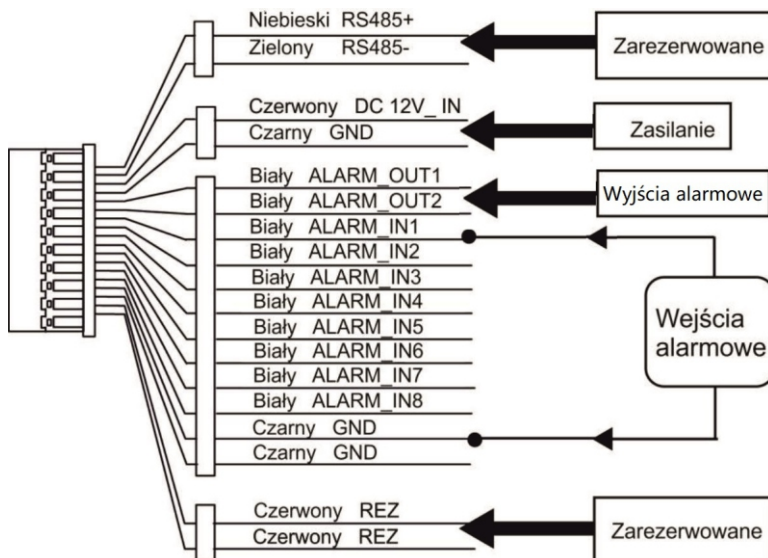 Niebieski RS485+
Zielony RS485-
Zarezerwowane
Czerwony DC 12V_ IN
Czarny GND
Zasilanie
Biały ALARM_OUT1
Biały ALARM_OUT2
Wyjścia alarmowe
Biały ALARM_IN1
Biały ALARM_IN2
Biały ALARM_IN3
Biały ALARM_IN4
Biały ALARM_IN5
Biały ALARM_IN6
Biały ALARM_IN7
Biały ALARM_IN8
Czarny GND
Czarny GND
Wejścia
alarmowe
Czerwony REZ
Czerwony REZ
Zarezerwowane